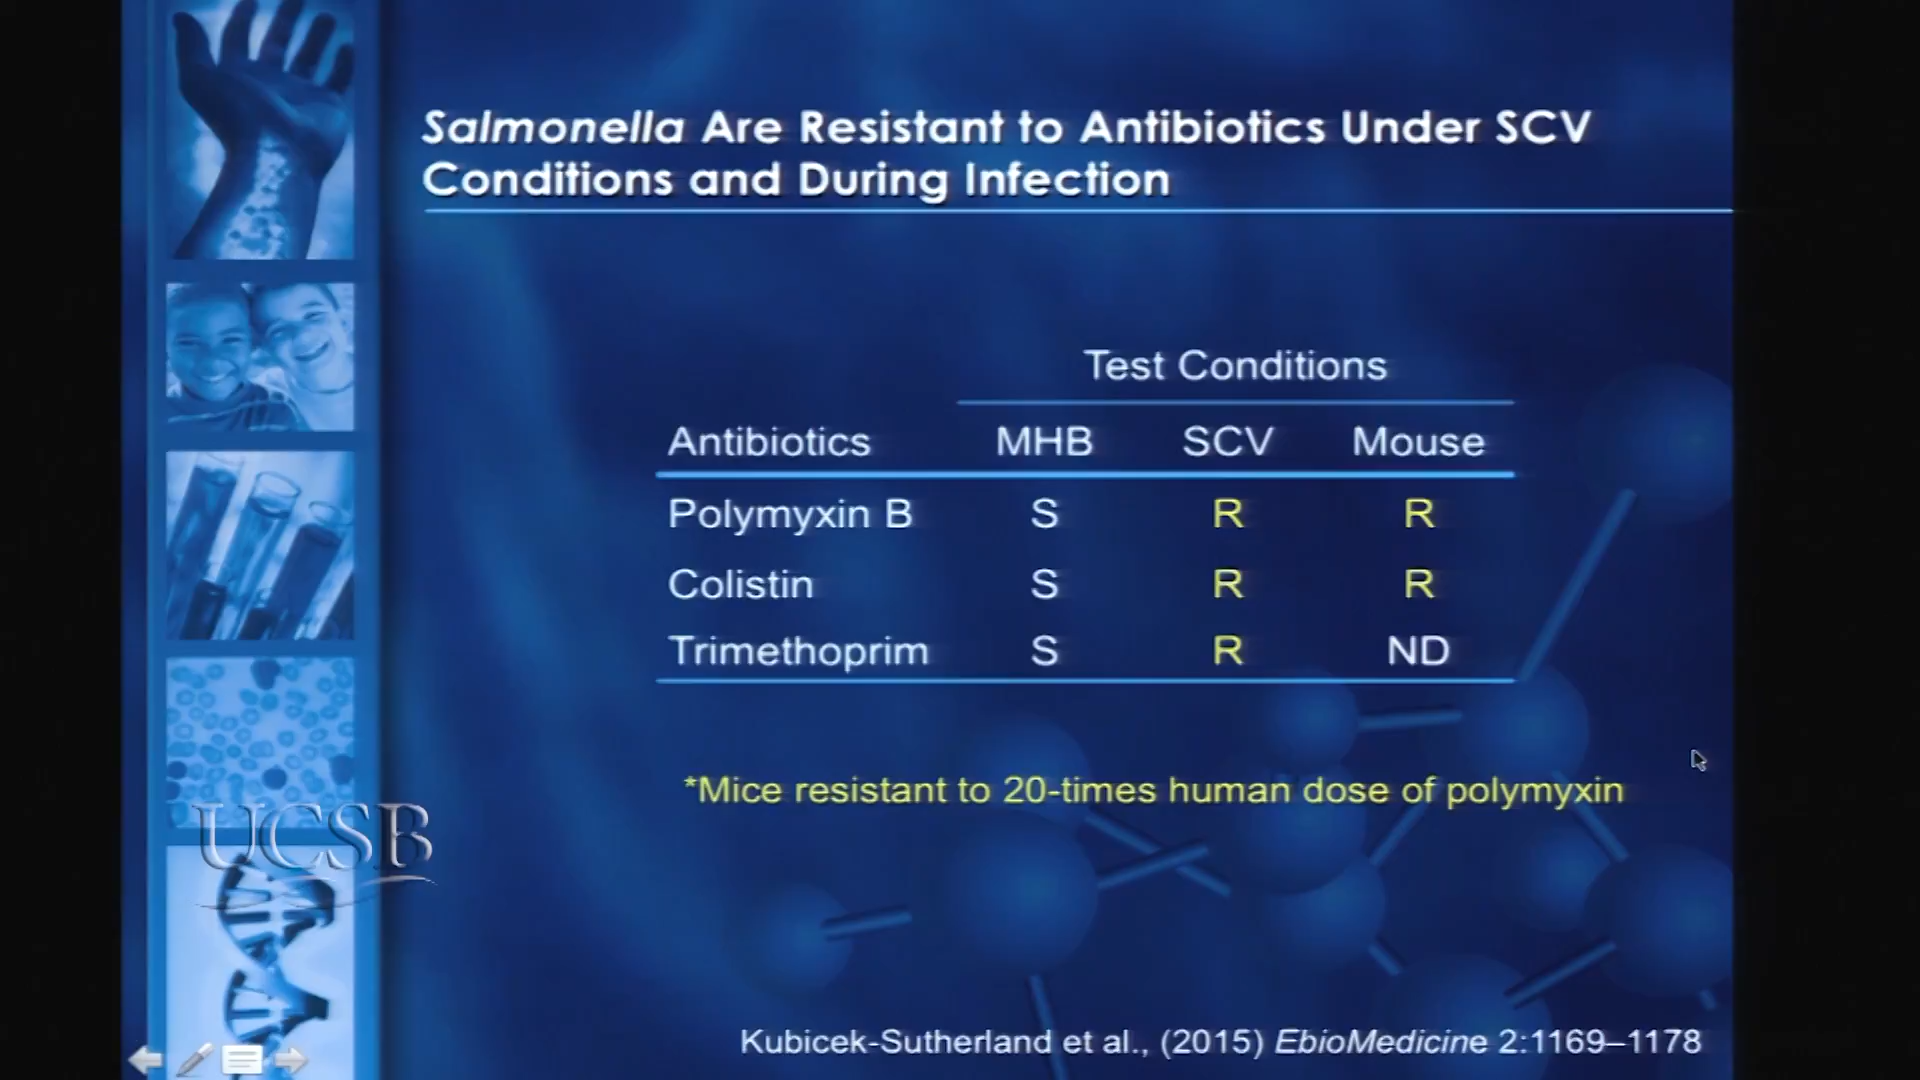 Salmonella Are Resistant to Antibiotics Under SCV
Conditions and During Infection
Test Conditions
Antibiotics MHB SCV Mouse
Polymyxin B S R R
Colistin S R R
Trimethoprim S R ND
*Mice resistant to 20-times human dose of polymyxin
UCSB
Kubicek-Sutherland et al., (2015) EbioMedicine 2:1169–1178